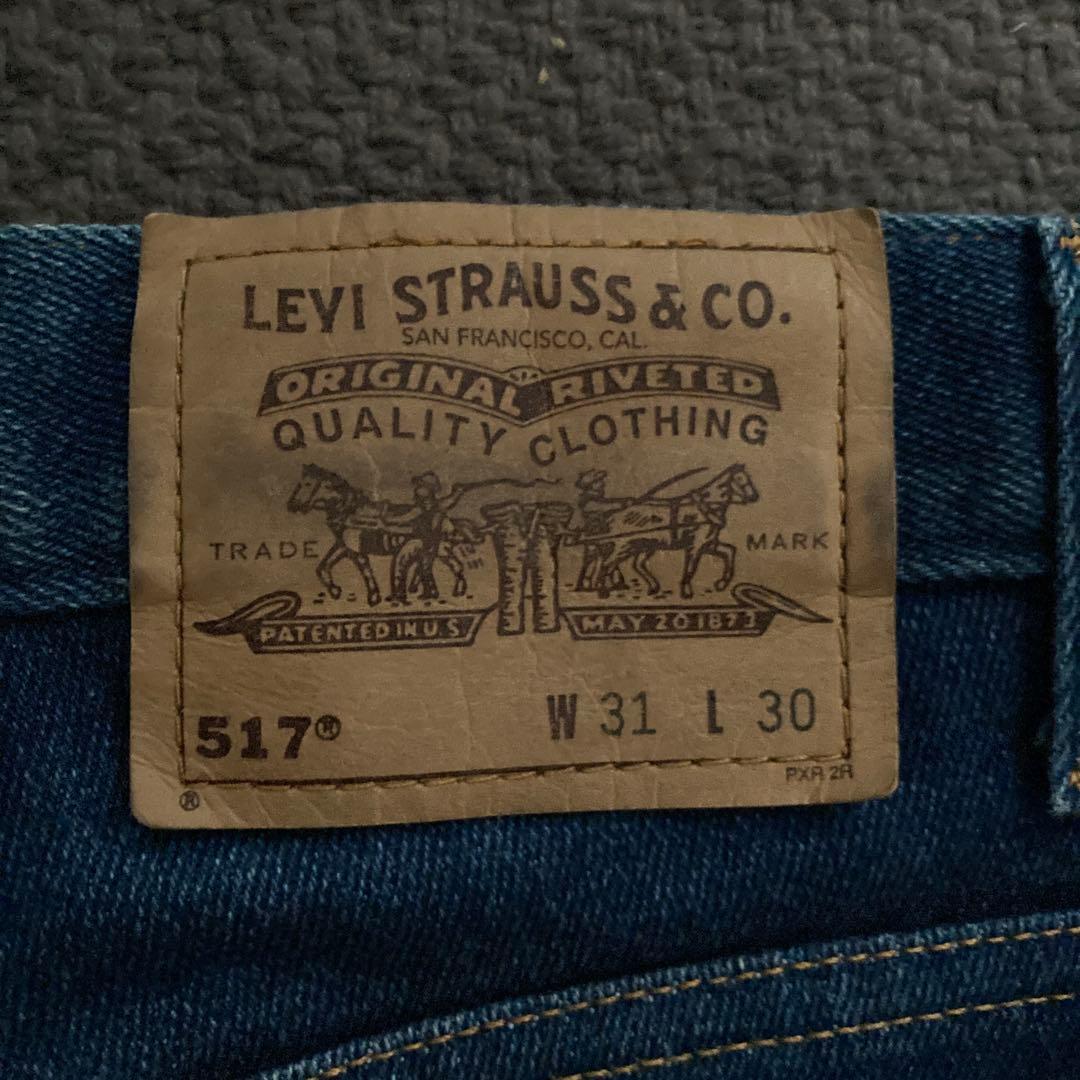 LEVI STRAUSS & CO.
SAN FRANCISCO, CAL.
ORIGINAL RIVETED
QUALITY CLOTHING
TRADE MARK
PATENTED IN U.S MAY 20 1873
517® W 31 L 30
PXR 2R
®